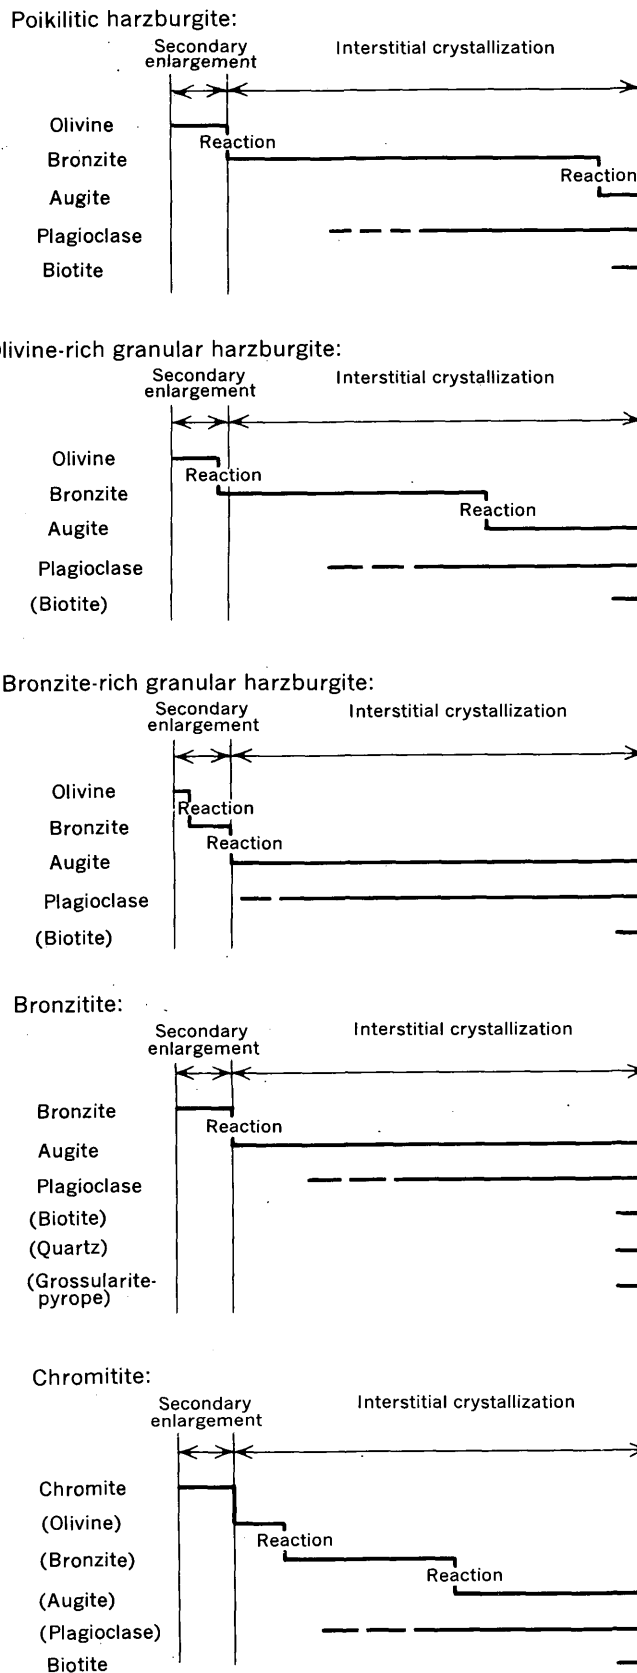 Poikilitic harzburgite:
Secondary enlargement
Interstitial crystallization
Olivine
Reaction
Bronzite
Reaction
Augite
Plagioclase
Biotite
livine-rich granular harzburgite:
Secondary enlargement
Interstitial crystallization
Olivine
Reaction
Bronzite
Reaction
Augite
Plagioclase
(Biotite)
Bronzite-rich granular harzburgite:
Secondary enlargement
Interstitial crystallization
Olivine
Reaction
Bronzite
Reaction
Augite
Plagioclase
(Biotite)
Bronzitite:
Secondary enlargement
Interstitial crystallization
Bronzite
Reaction
Augite
Plagioclase
(Biotite)
(Quartz)
(Grossularite-
pyrope)
Chromitite:
Secondary enlargement
Interstitial crystallization
Chromite
(Olivine)
Reaction
(Bronzite)
Reaction
(Augite)
(Plagioclase)
Biotite